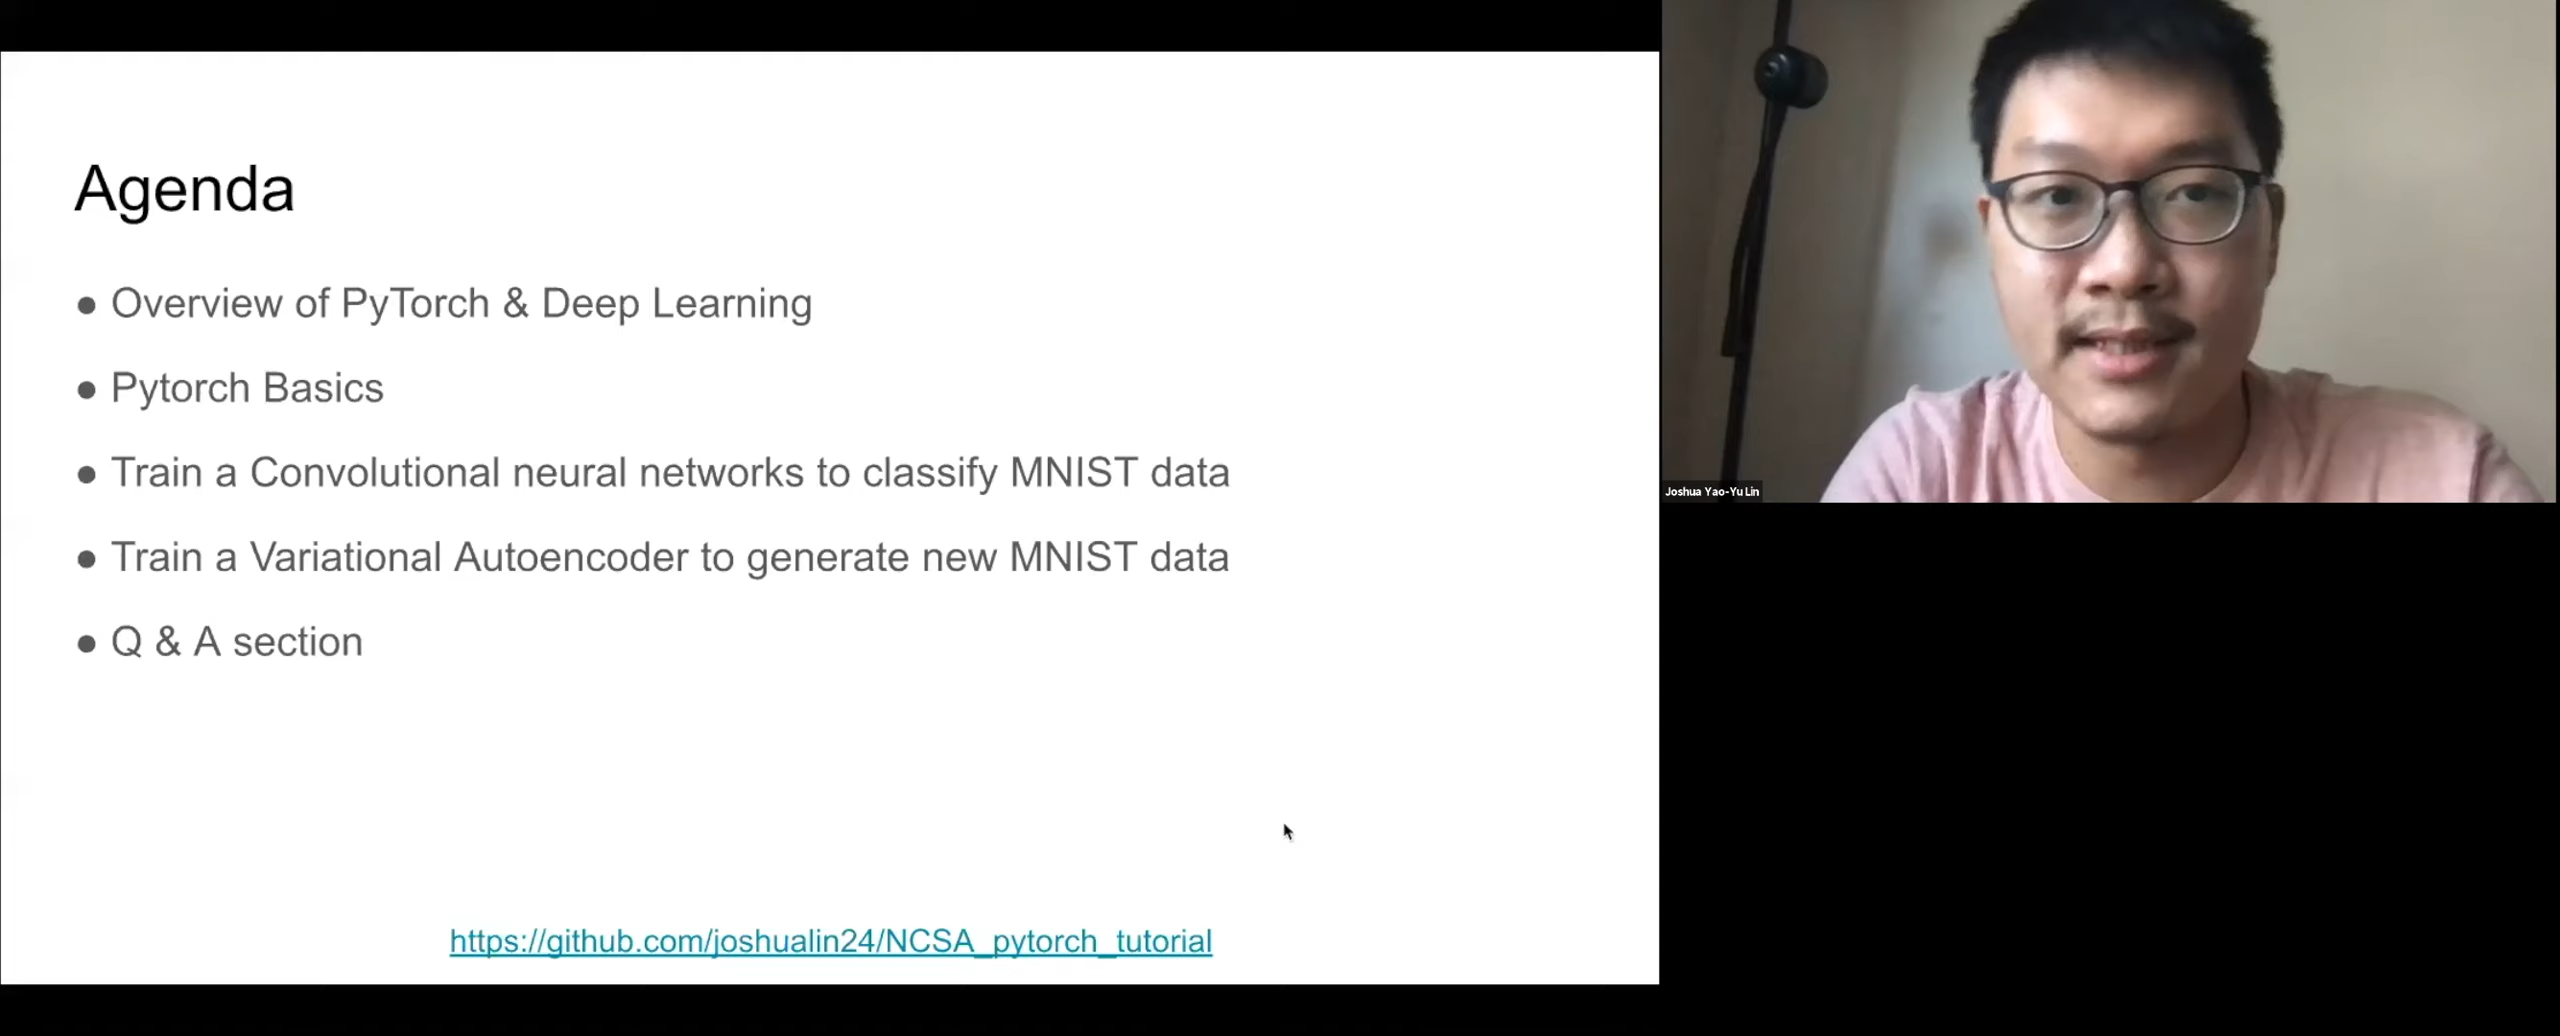 Agenda
● Overview of PyTorch & Deep Learning
● Pytorch Basics
● Train a Convolutional neural networks to classify MNIST data
● Train a Variational Autoencoder to generate new MNIST data
● Q & A section
https://github.com/joshualin24/NCSA_pytorch_tutorial
Joshua Yao-Yu Lin